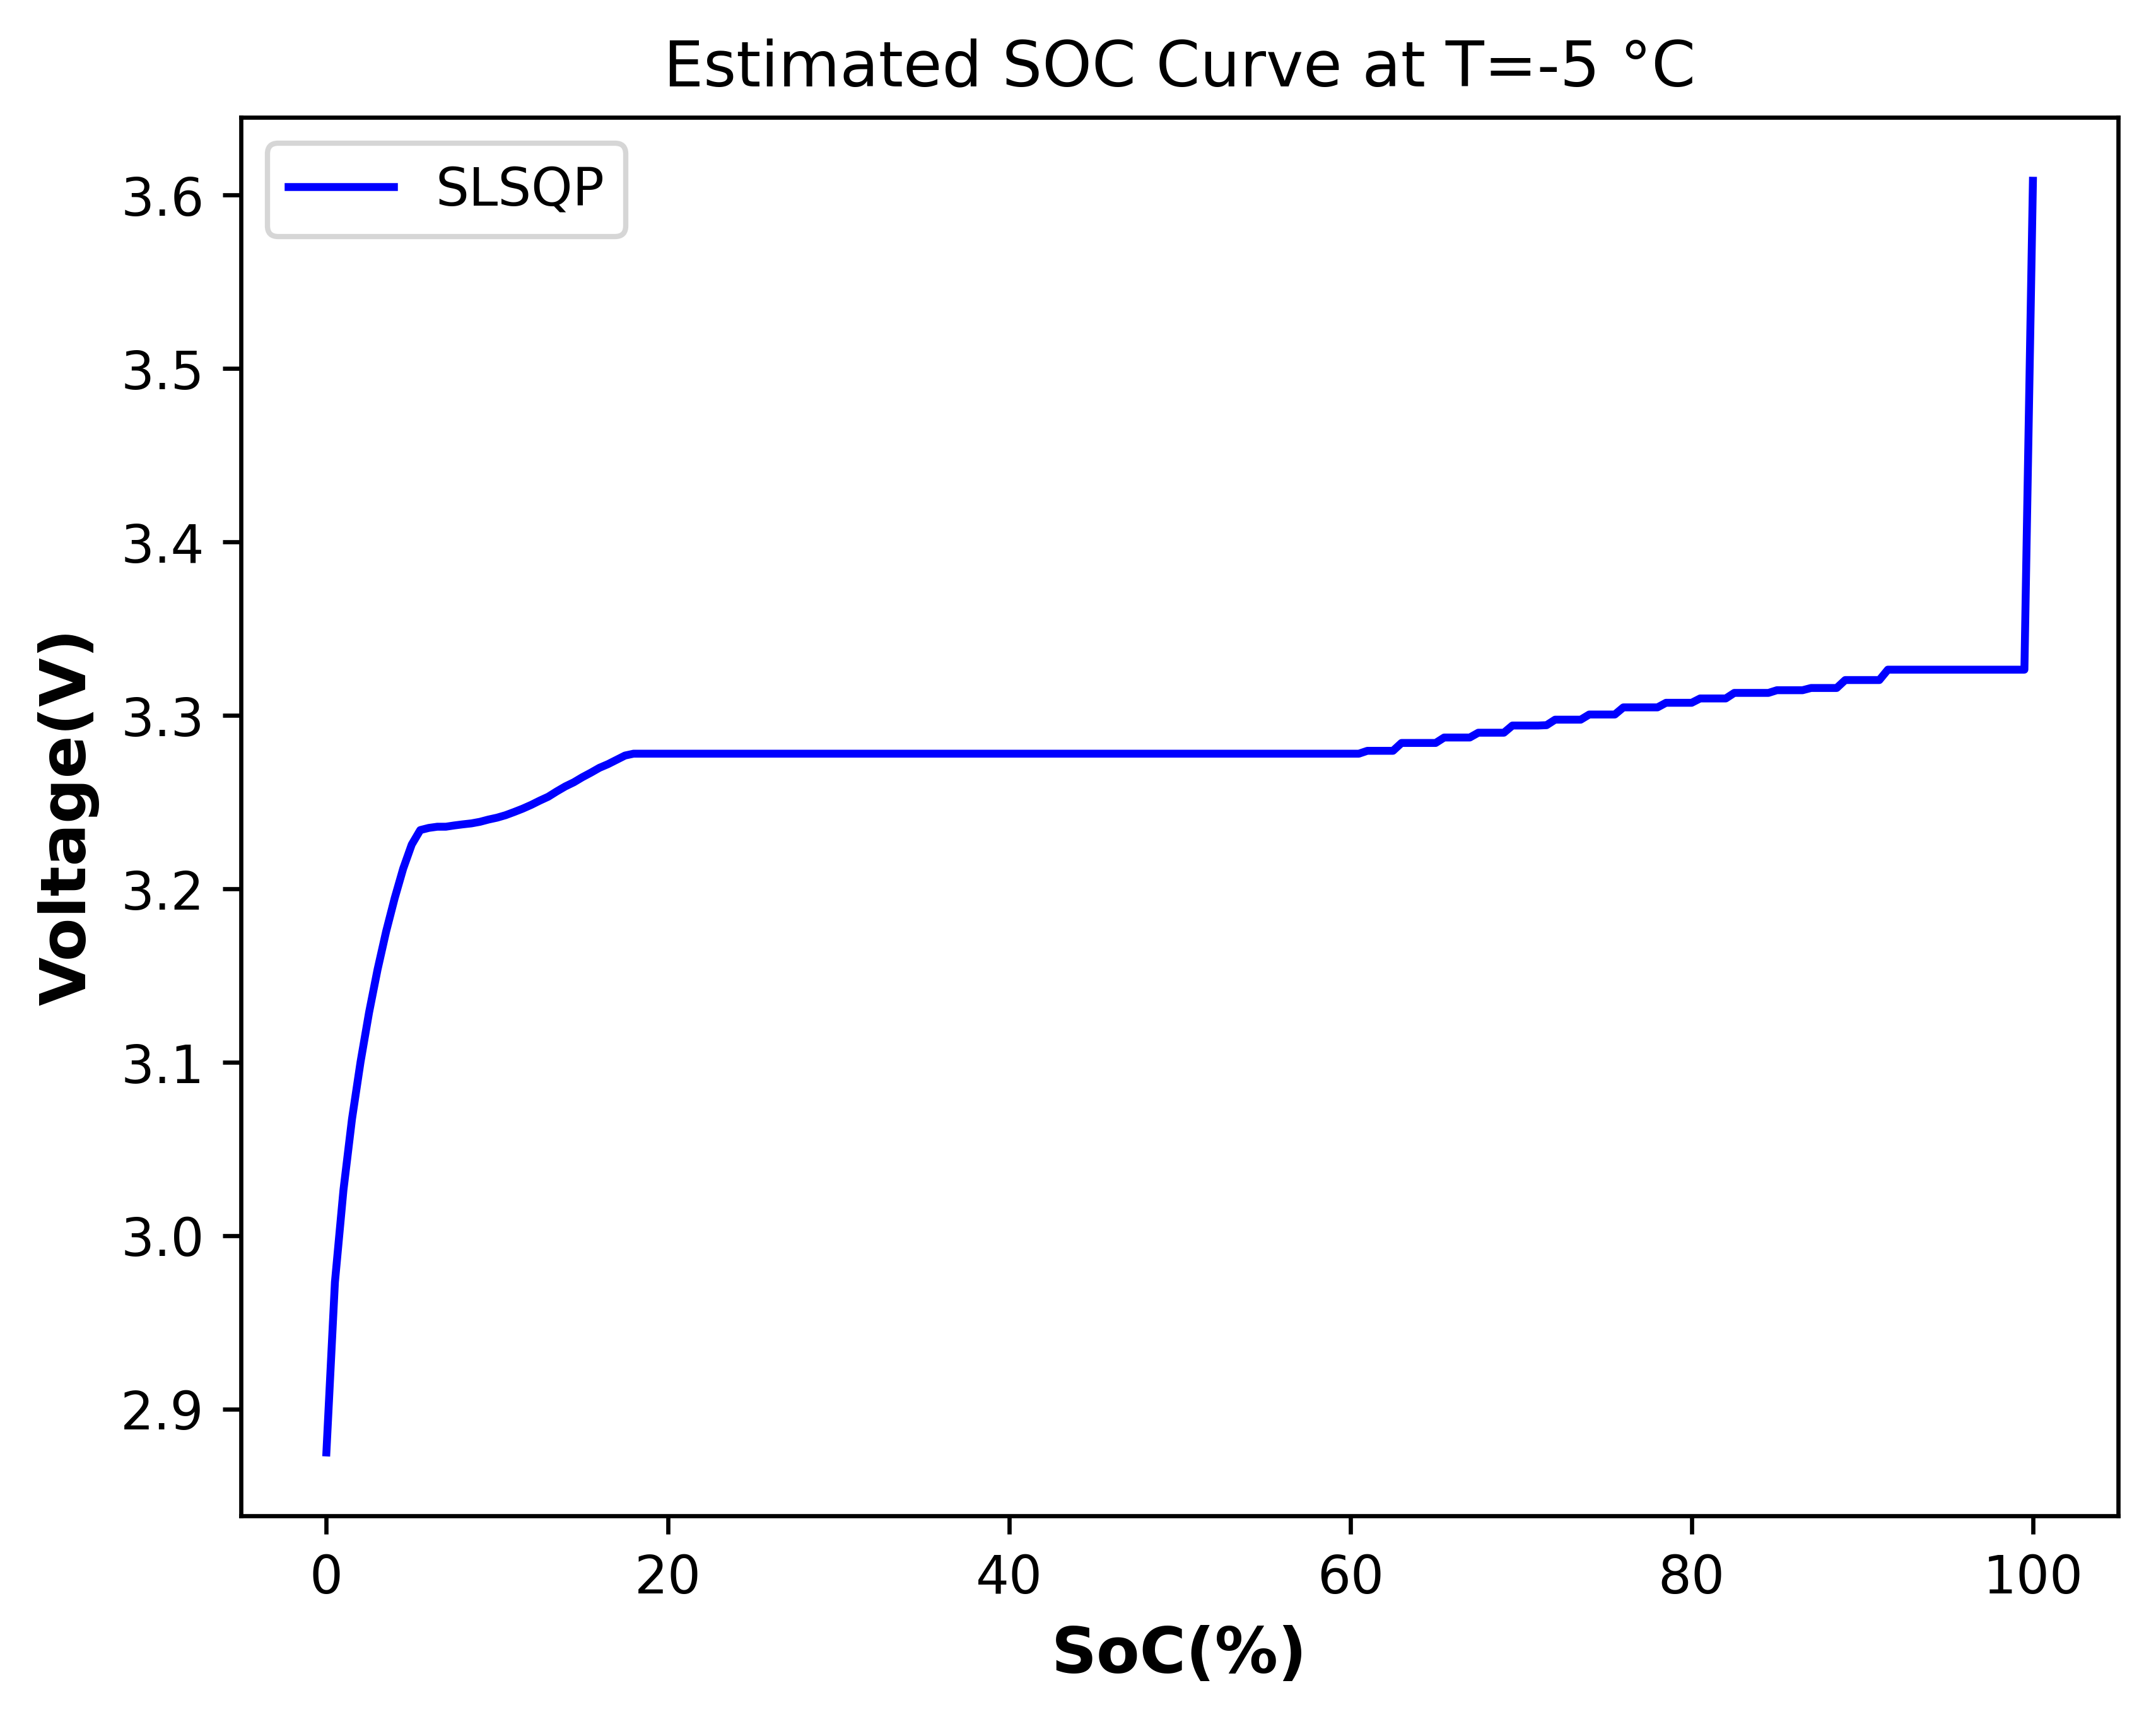 Estimated SOC Curve at T=-5 °C
SLSQP
3.6
3.5
3.4
3.3
3.2
3.1
3.0
2.9
Voltage(V)
0 20 40 60 80 100
SoC(%)